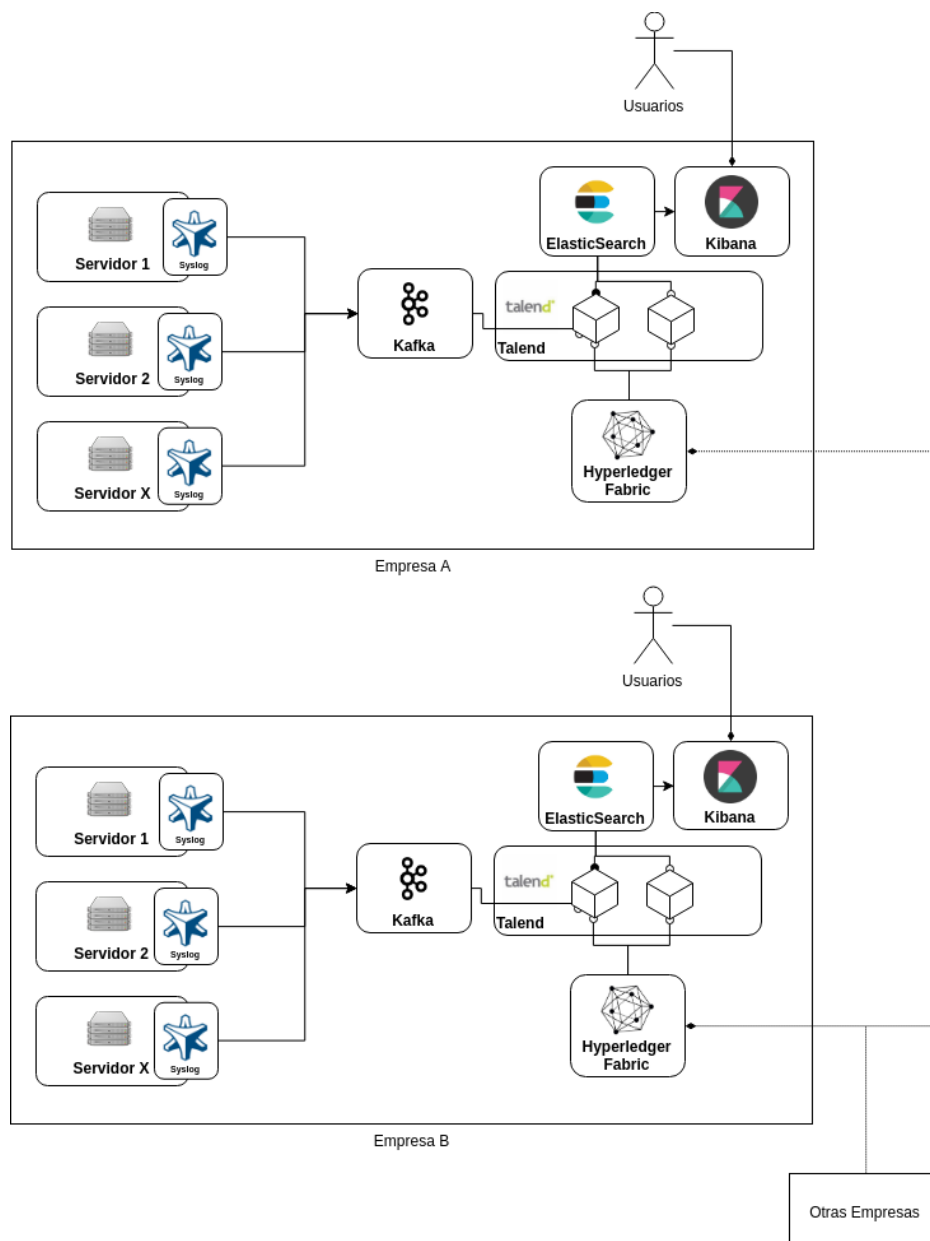 Usuarios
Servidor 1
Syslog
ElasticSearch
Kibana
Servidor 2
Syslog
Kafka
talend
Talend
Servidor X
Syslog
Hyperledger
Fabric
Empresa A
Usuarios
Servidor 1
Syslog
ElasticSearch
Kibana
Servidor 2
Syslog
Kafka
talend
Talend
Servidor X
Syslog
Hyperledger
Fabric
Empresa B
Otras Empresas